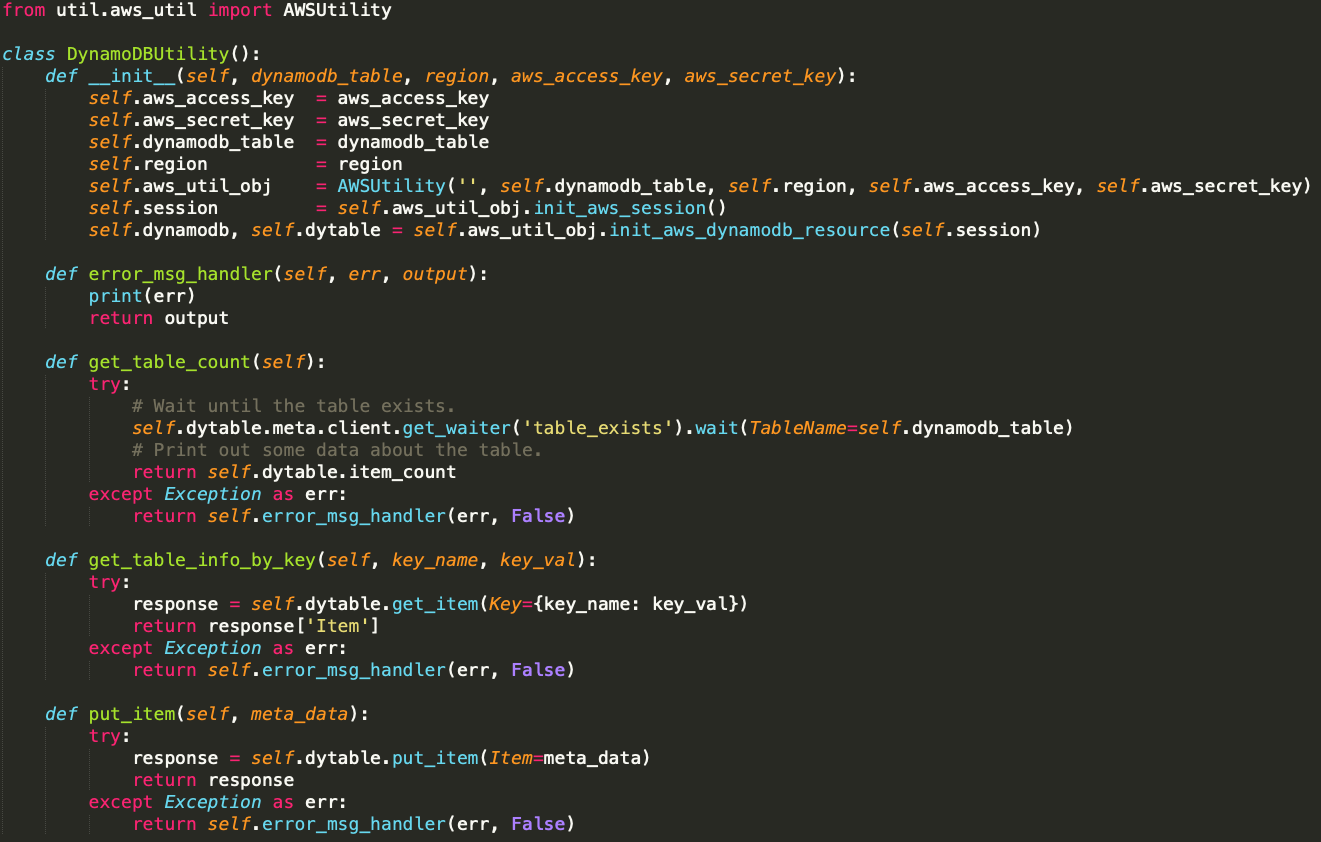 from util.aws_util import AWSUtility

class DynamoDBUtility():
    def __init__(self, dynamodb_table, region, aws_access_key, aws_secret_key):
        self.aws_access_key  = aws_access_key
        self.aws_secret_key  = aws_secret_key
        self.dynamodb_table  = dynamodb_table
        self.region          = region
        self.aws_util_obj    = AWSUtility('', self.dynamodb_table, self.region, self.aws_access_key, self.aws_secret_key)
        self.session         = self.aws_util_obj.init_aws_session()
        self.dynamodb, self.dytable = self.aws_util_obj.init_aws_dynamodb_resource(self.session)

    def error_msg_handler(self, err, output):
        print(err)
        return output

    def get_table_count(self):
        try:
            # Wait until the table exists.
            self.dytable.meta.client.get_waiter('table_exists').wait(TableName=self.dynamodb_table)
            # Print out some data about the table.
            return self.dytable.item_count
        except Exception as err:
            return self.error_msg_handler(err, False)

    def get_table_info_by_key(self, key_name, key_val):
        try:
            response = self.dytable.get_item(Key={key_name: key_val})
            return response['Item']
        except Exception as err:
            return self.error_msg_handler(err, False)

    def put_item(self, meta_data):
        try:
            response = self.dytable.put_item(Item=meta_data)
            return response
        except Exception as err:
            return self.error_msg_handler(err, False)